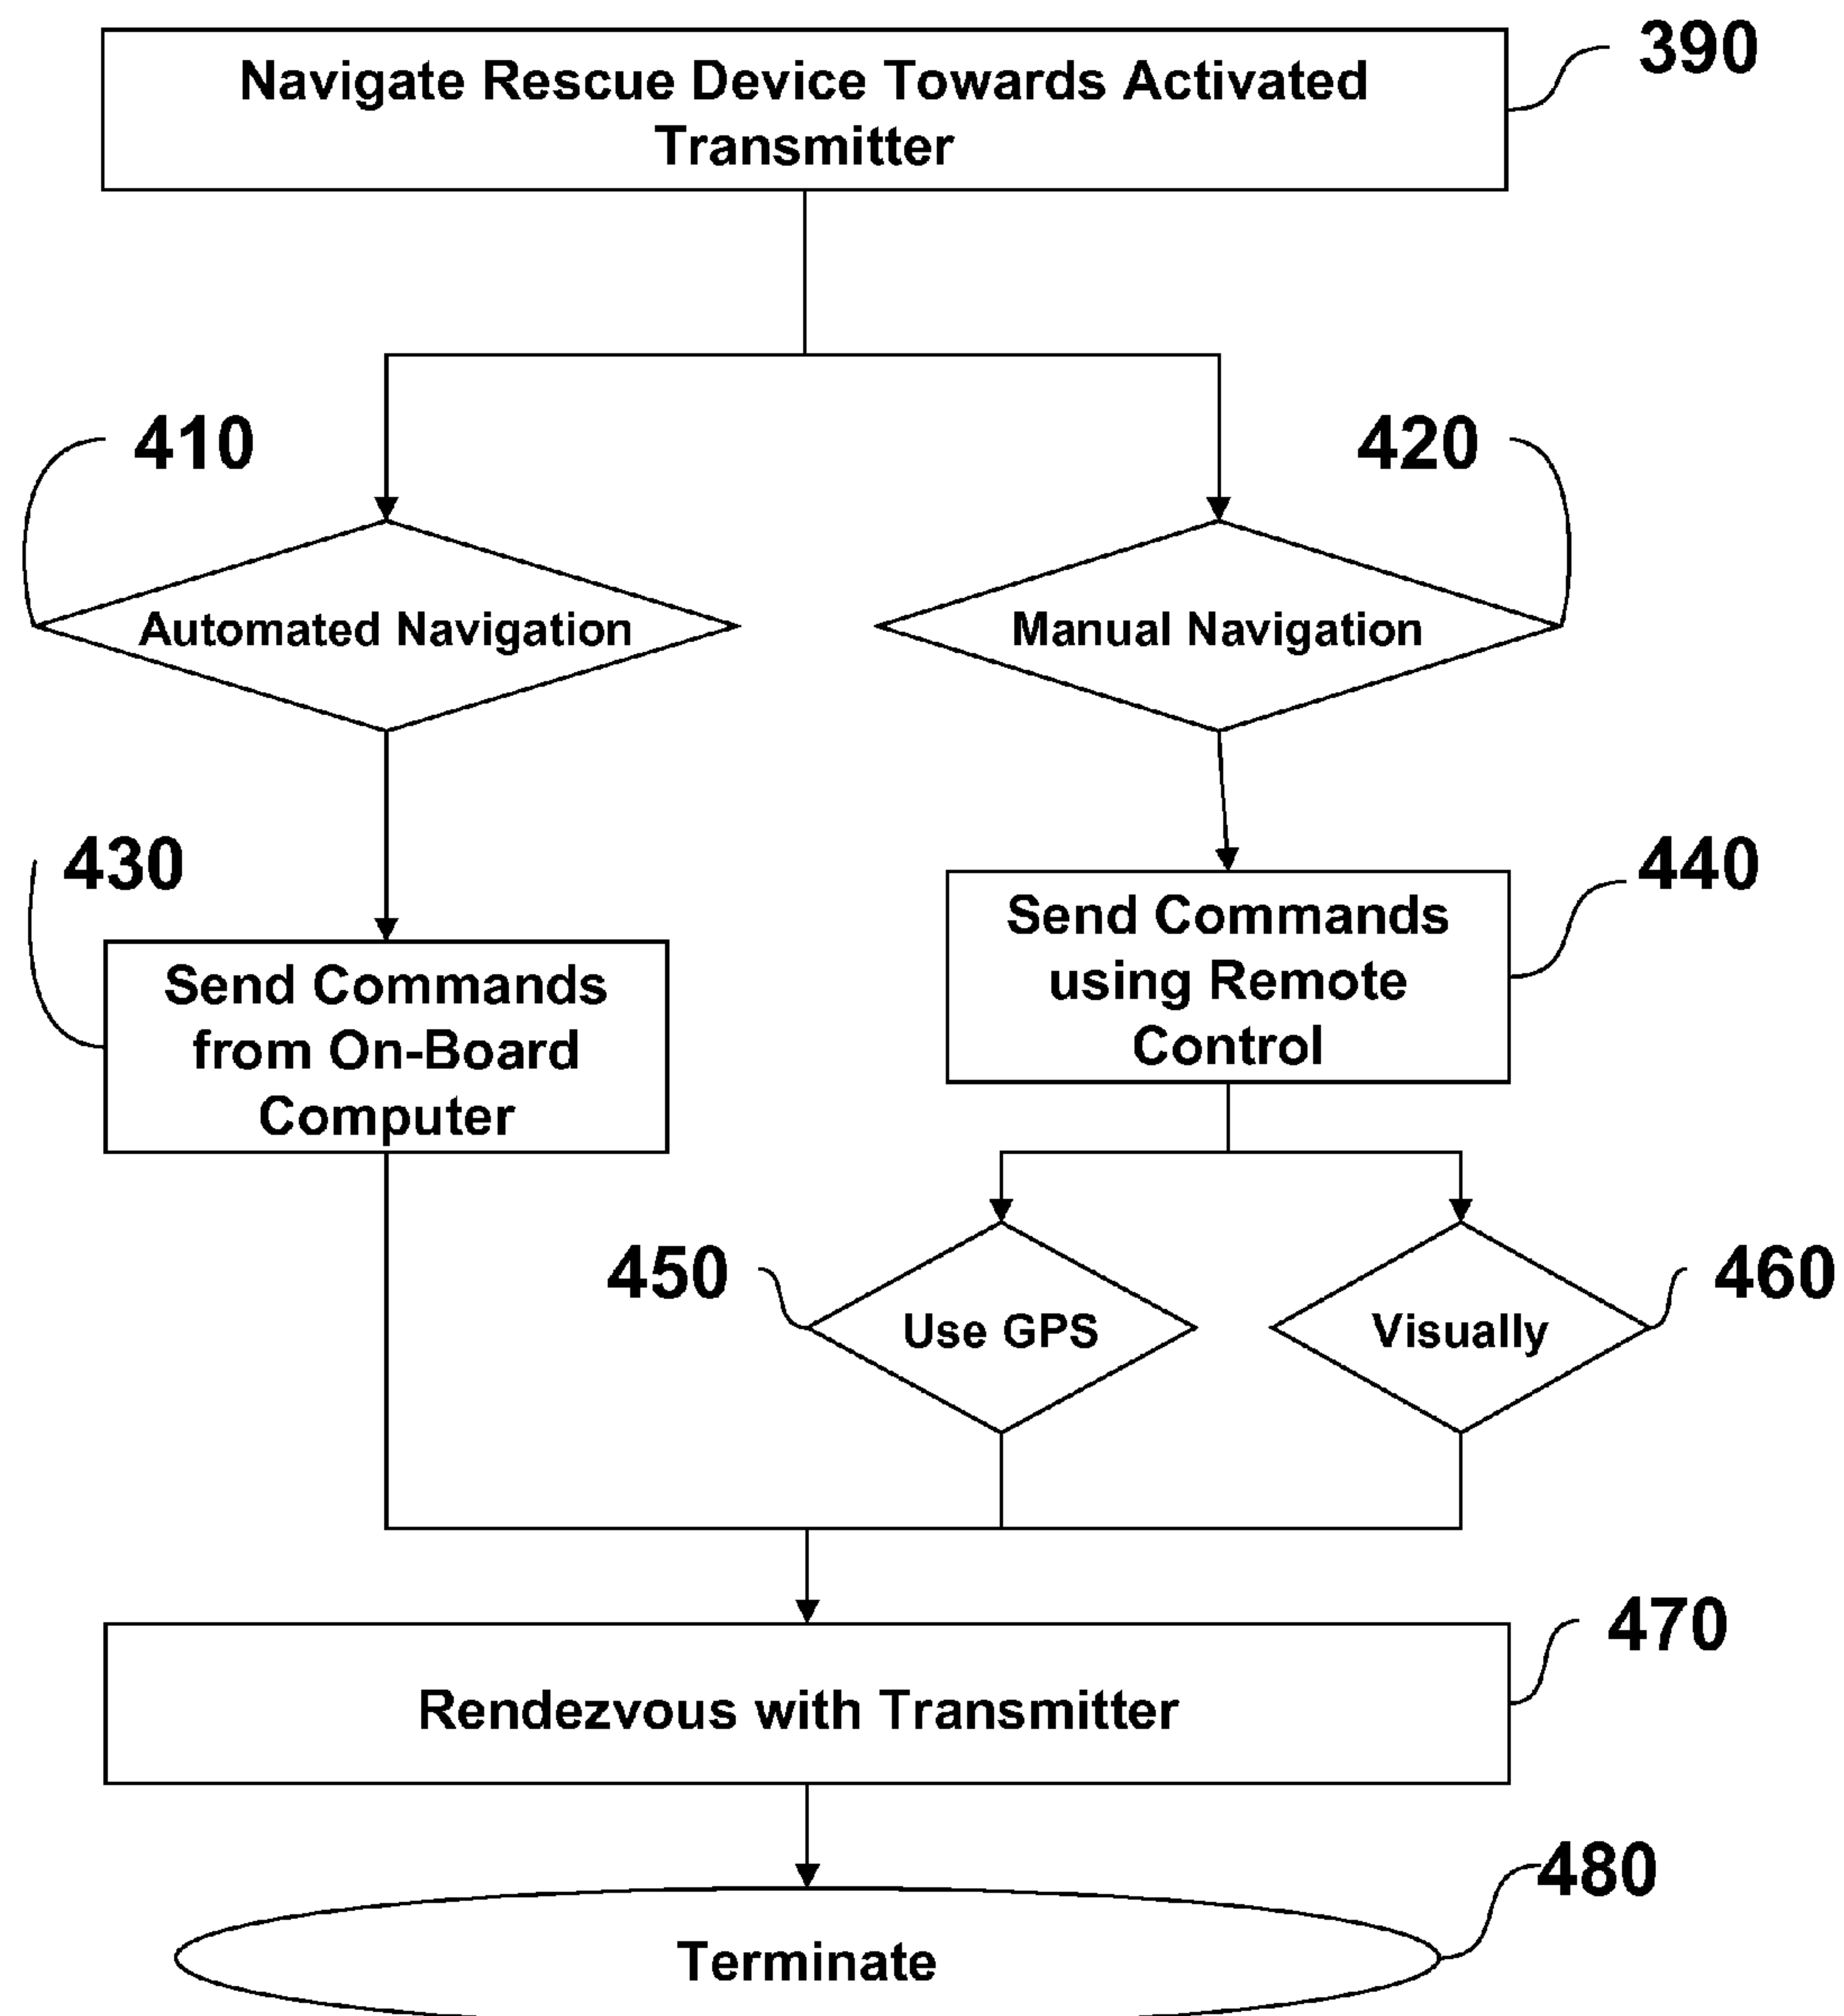 Navigate Rescue Device Towards Activated
Transmitter
390
410
420
Automated Navigation
Manual Navigation
430
440
Send Commands
from On-Board
Computer
Send Commands
using Remote
Control
450
460
Use GPS
Visually
470
Rendezvous with Transmitter
480
Terminate